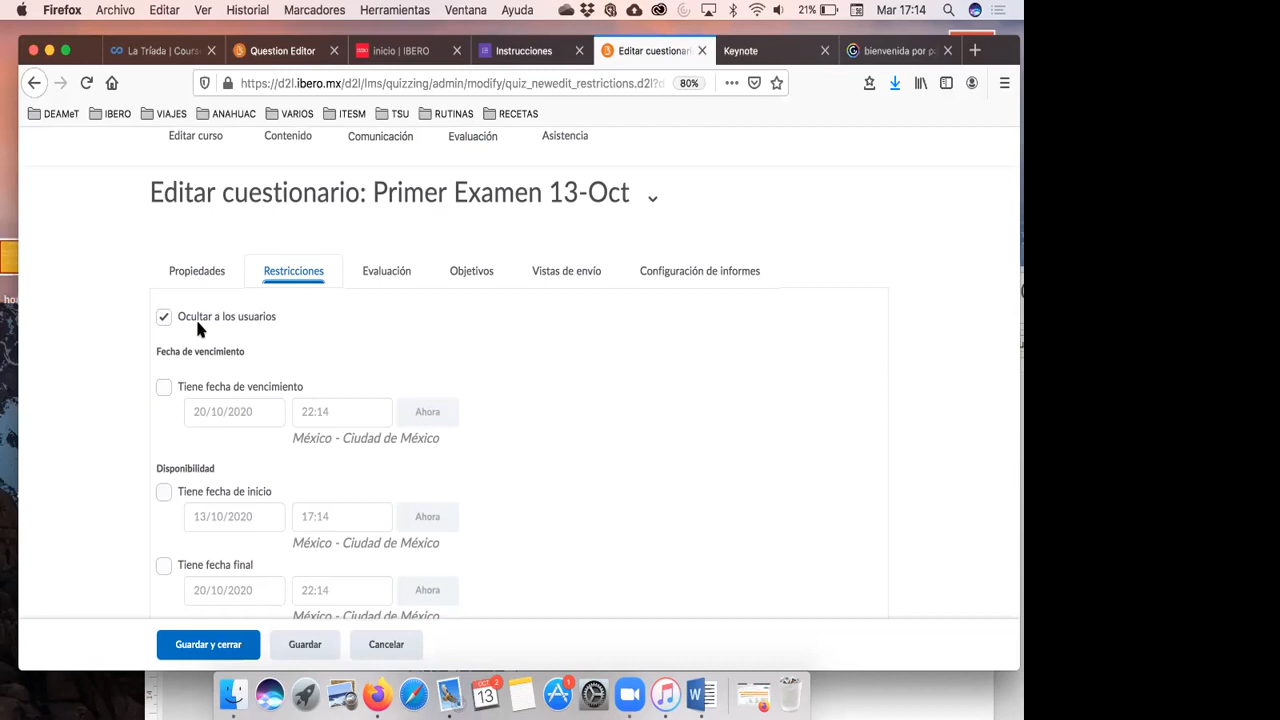 Firefox Archivo Editar Ver Historial Marcadores Herramientas Ventana Ayuda 21% Mar 17:14
La Tríada | Cours Question Editor inicio | IBERO Instrucciones Editar cuestionari Keynote bienvenida por p
https://d2l.ibero.mx/d2l/lms/quizzing/admin/modify/quiz_newedit_restrictions.d2l? 80%
DEAMeT IBERO VIAJES ANAHUAC VARIOS ITESM TSU RUTINAS RECETAS
Editar curso Contenido Comunicación Evaluación Asistencia
Editar cuestionario: Primer Examen 13-Oct
Propiedades Restricciones Evaluación Objetivos Vistas de envío Configuración de informes
Ocultar a los usuarios
Fecha de vencimiento
Tiene fecha de vencimiento
20/10/2020 22:14 Ahora
México - Ciudad de México
Disponibilidad
Tiene fecha de inicio
13/10/2020 17:14 Ahora
México - Ciudad de México
Tiene fecha final
20/10/2020 22:14 Ahora
México - Ciudad de México
Guardar y cerrar Guardar Cancelar